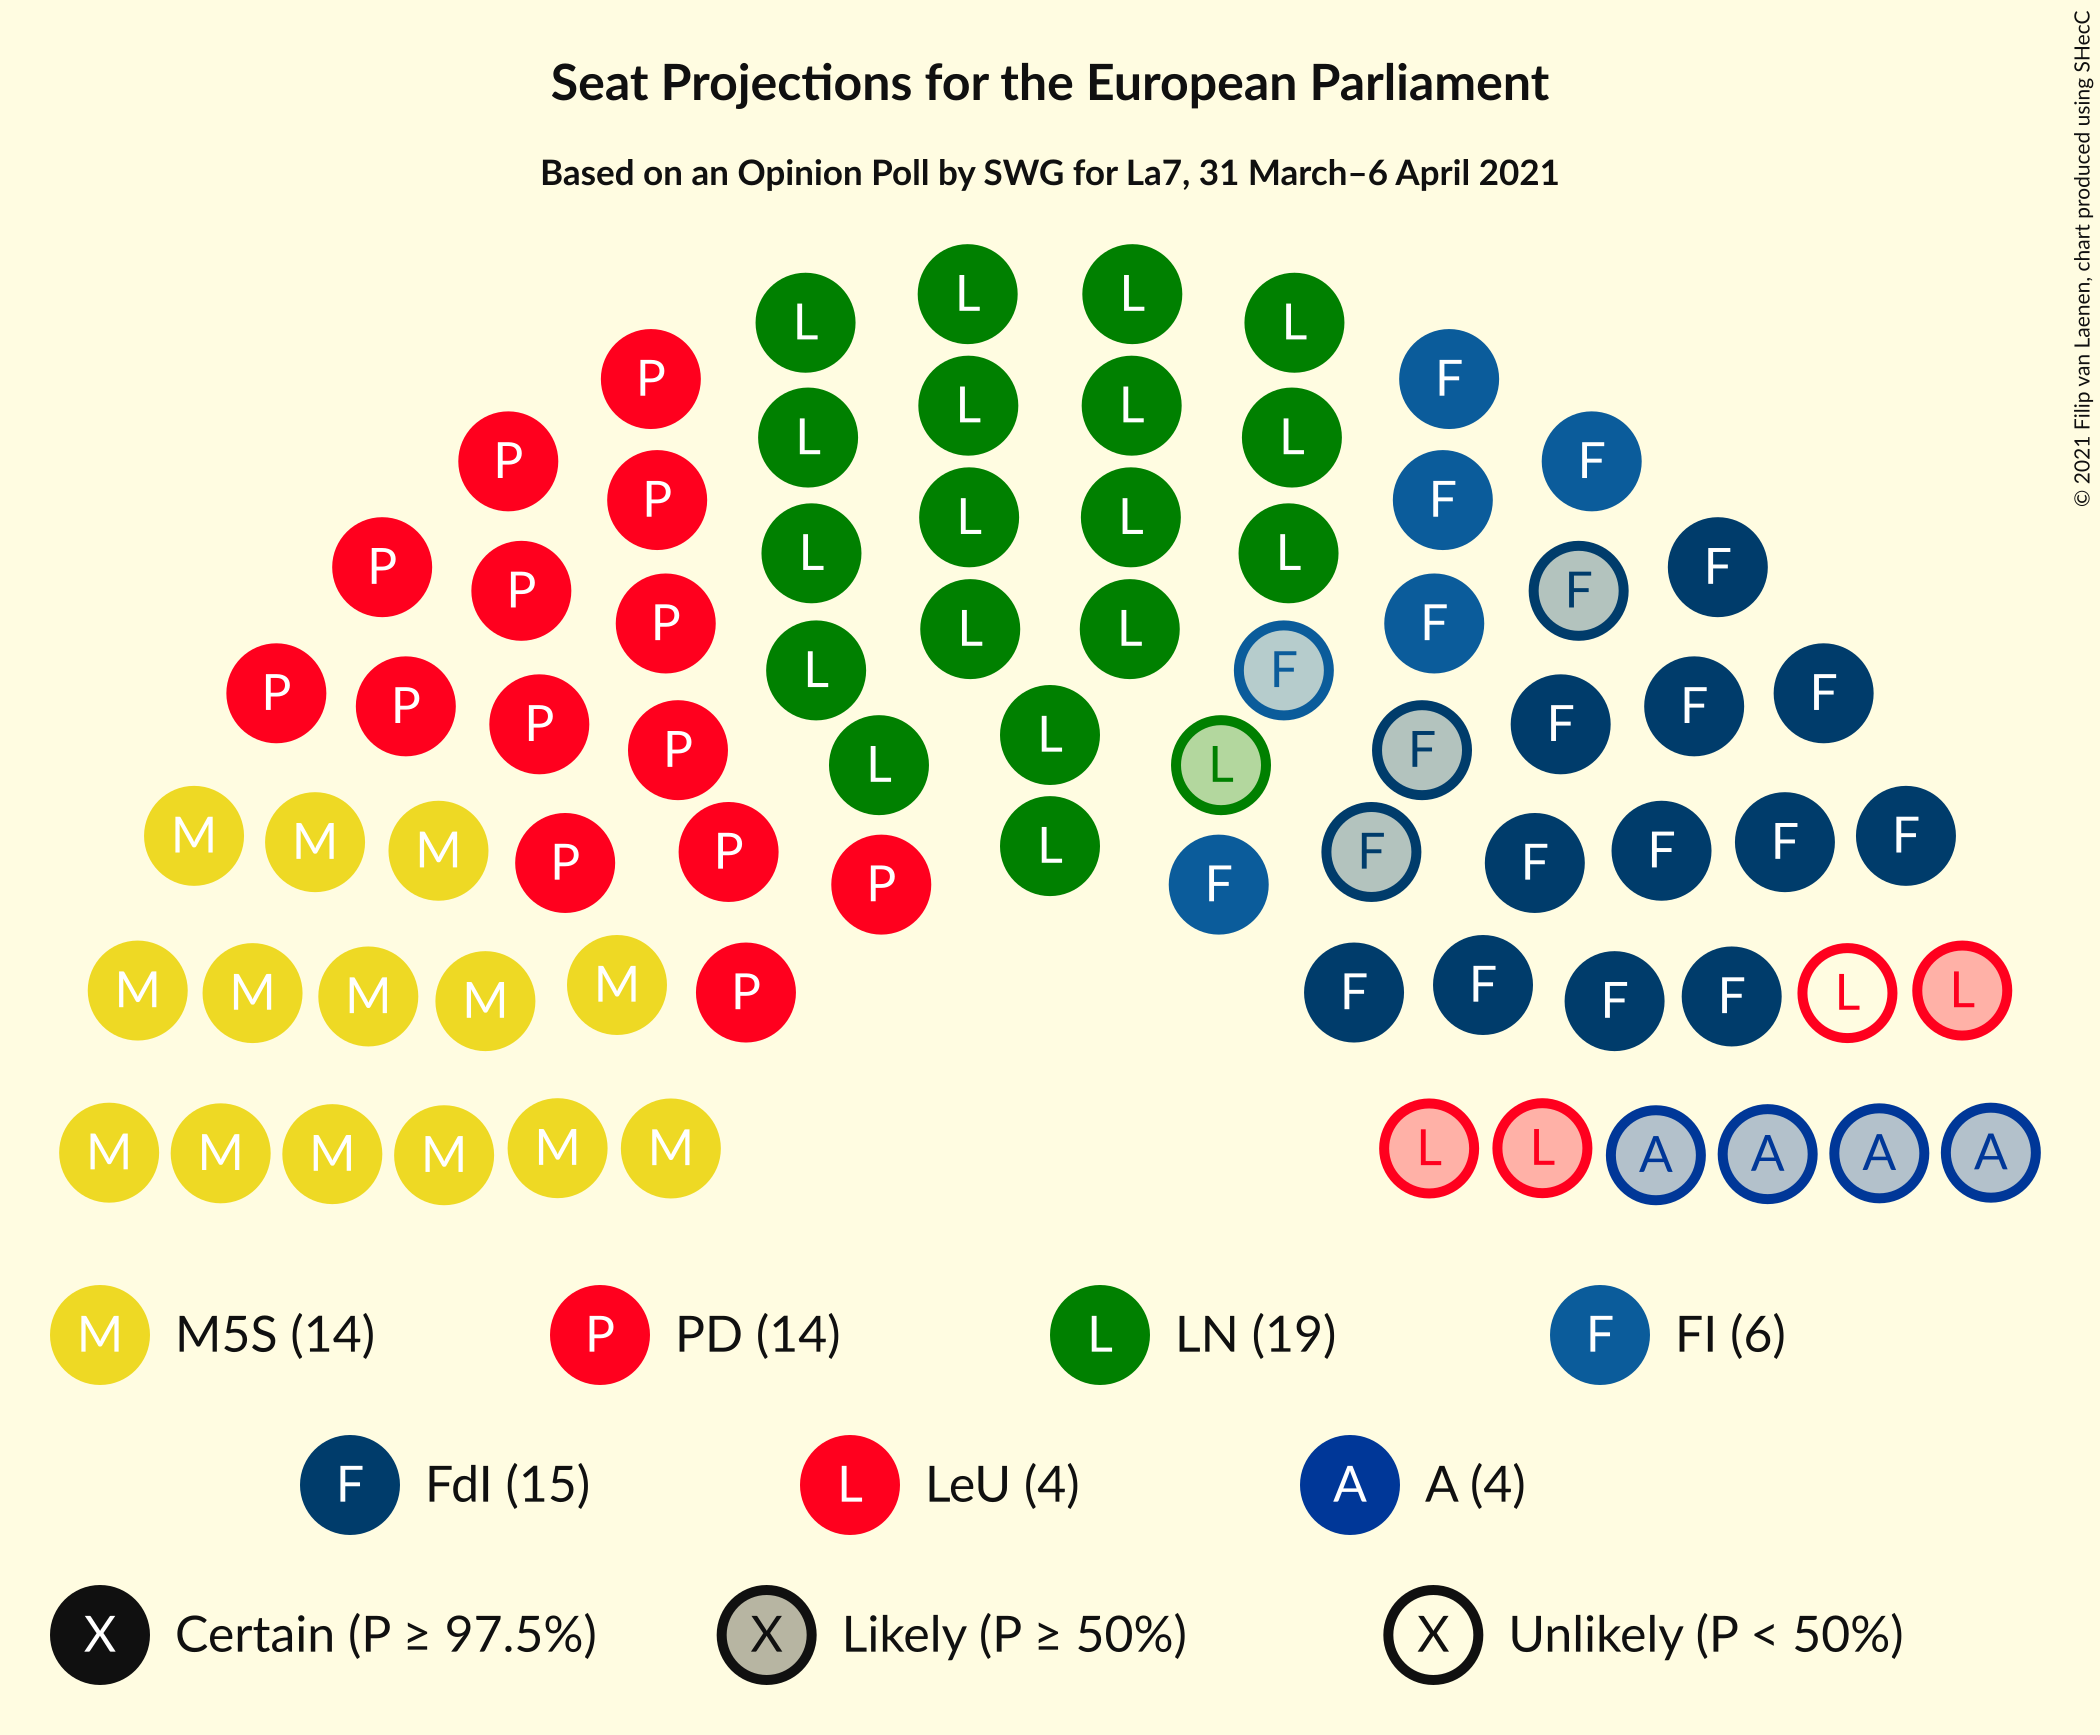 Seat Projections for the European Parliament
Based on an Opinion Poll by SWG for La7, 31 March–6 April 2021
© 2021 Filip van Laenen, chart produced using SHecC
L L
L L
P F
L L
P F
L L
P P F F
L L
P L L F
P F F
L L
P P F F
L F
P P F F
P P F F
L
P F
L L
M M F F
M M P L P F F F F
P F
M M F F
M M M M P F F F L L
M M M M M M L L A A A A
M M5S (14) P PD (14) L LN (19) F FI (6)
F FdI (15) L LeU (4) A A (4)
X Certain (P ≥ 97.5%) X Likely (P ≥ 50%) X Unlikely (P < 50%)